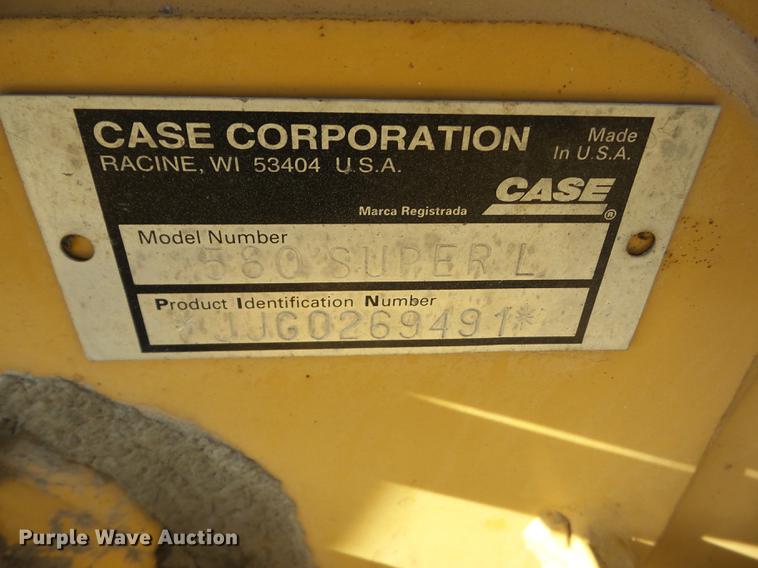 CASE CORPORATION
RACINE, WI 53404 U.S.A.
Made
In U.S.A.
CASE
®
Marca Registrada
Model Number
580 SUPER L
Product Identification Number
*JJG0269491*
Purple Wave Auction